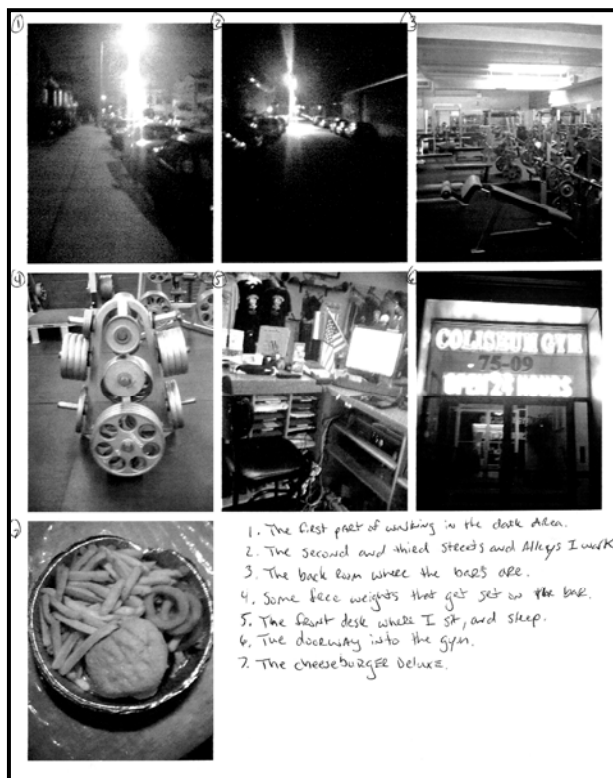 1
2
3
4
5
6
COLISEUM GYM
75-09
OPEN 24 HOURS
7
1. The first part of walking in the dark Area.
2. The second and third streets and Alleys I walk
3. The back Room where the bars are.
4. Some free weights that get set on the bar.
5. The front desk where I sit, and sleep.
6. The doorway into the gym.
7. The cheeseburger Deluxe.